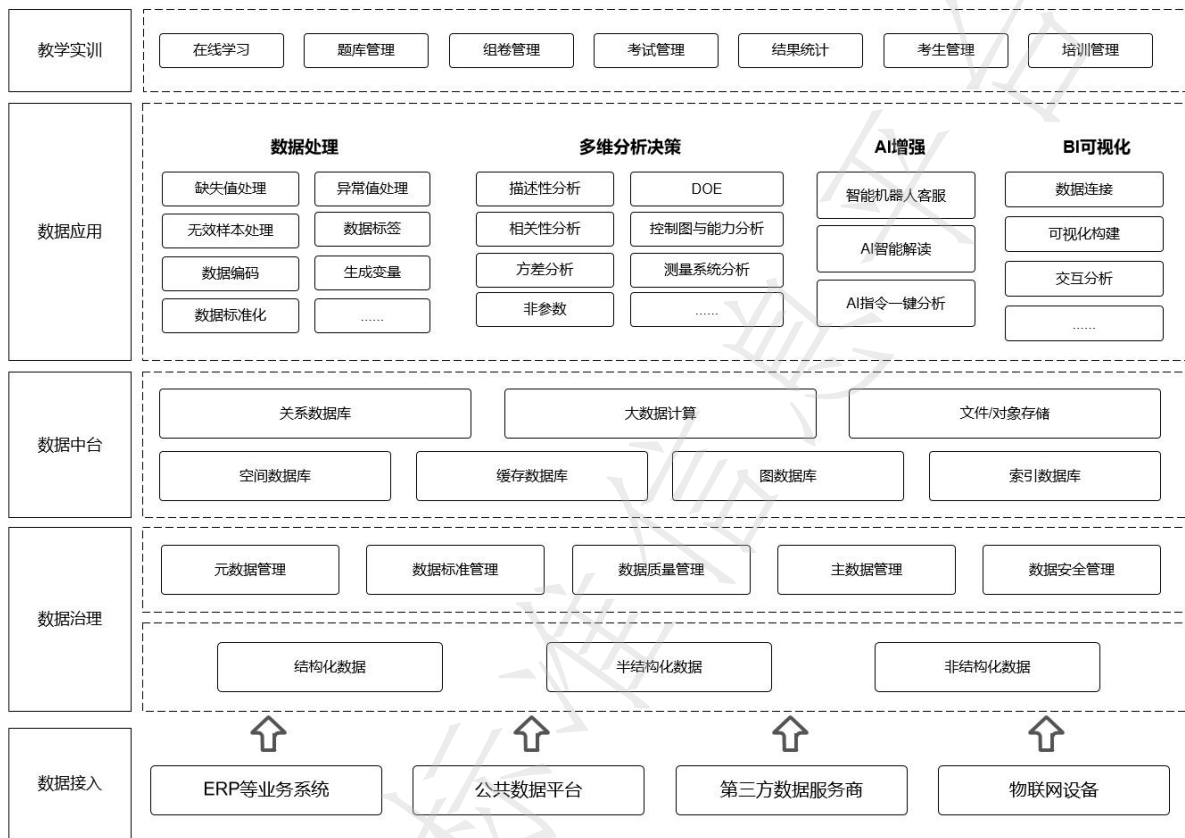 教学实训
在线学习
题库管理
组卷管理
考试管理
结果统计
考生管理
培训管理
数据应用
数据处理
缺失值处理
异常值处理
无效样本处理
数据标签
数据编码
生成变量
数据标准化
......
多维分析决策
描述性分析
DOE
相关性分析
控制图与能力分析
方差分析
测量系统分析
非参数
......
AI增强
智能机器人客服
AI智能解读
AI指令一键分析
BI可视化
数据连接
可视化构建
交互分析
......
数据中台
关系数据库
大数据计算
文件/对象存储
空间数据库
缓存数据库
图数据库
索引数据库
数据治理
元数据管理
数据标准管理
数据质量管理
主数据管理
数据安全管理
结构化数据
半结构化数据
非结构化数据
数据接入
ERP等业务系统
公共数据平台
第三方数据服务商
物联网设备
标准信息平台